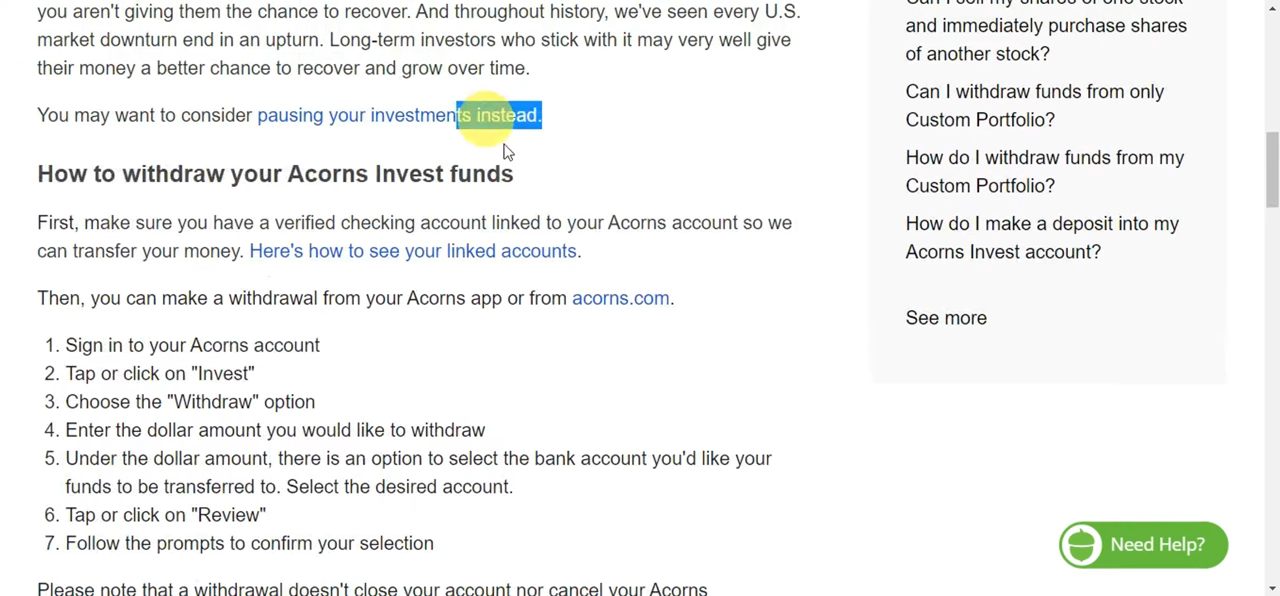 you aren't giving them the chance to recover. And throughout history, we've seen every U.S.
market downturn end in an upturn. Long-term investors who stick with it may very well give
their money a better chance to recover and grow over time.
You may want to consider pausing your investments instead.
How to withdraw your Acorns Invest funds
First, make sure you have a verified checking account linked to your Acorns account so we
can transfer your money. Here's how to see your linked accounts.
Then, you can make a withdrawal from your Acorns app or from acorns.com.
1. Sign in to your Acorns account
2. Tap or click on "Invest"
3. Choose the "Withdraw" option
4. Enter the dollar amount you would like to withdraw
5. Under the dollar amount, there is an option to select the bank account you'd like your
funds to be transferred to. Select the desired account.
6. Tap or click on "Review"
7. Follow the prompts to confirm your selection
Please note that a withdrawal doesn't close your account nor cancel your Acorns
Can I sell my shares of one stock
and immediately purchase shares
of another stock?
Can I withdraw funds from only
Custom Portfolio?
How do I withdraw funds from my
Custom Portfolio?
How do I make a deposit into my
Acorns Invest account?
See more
Need Help?